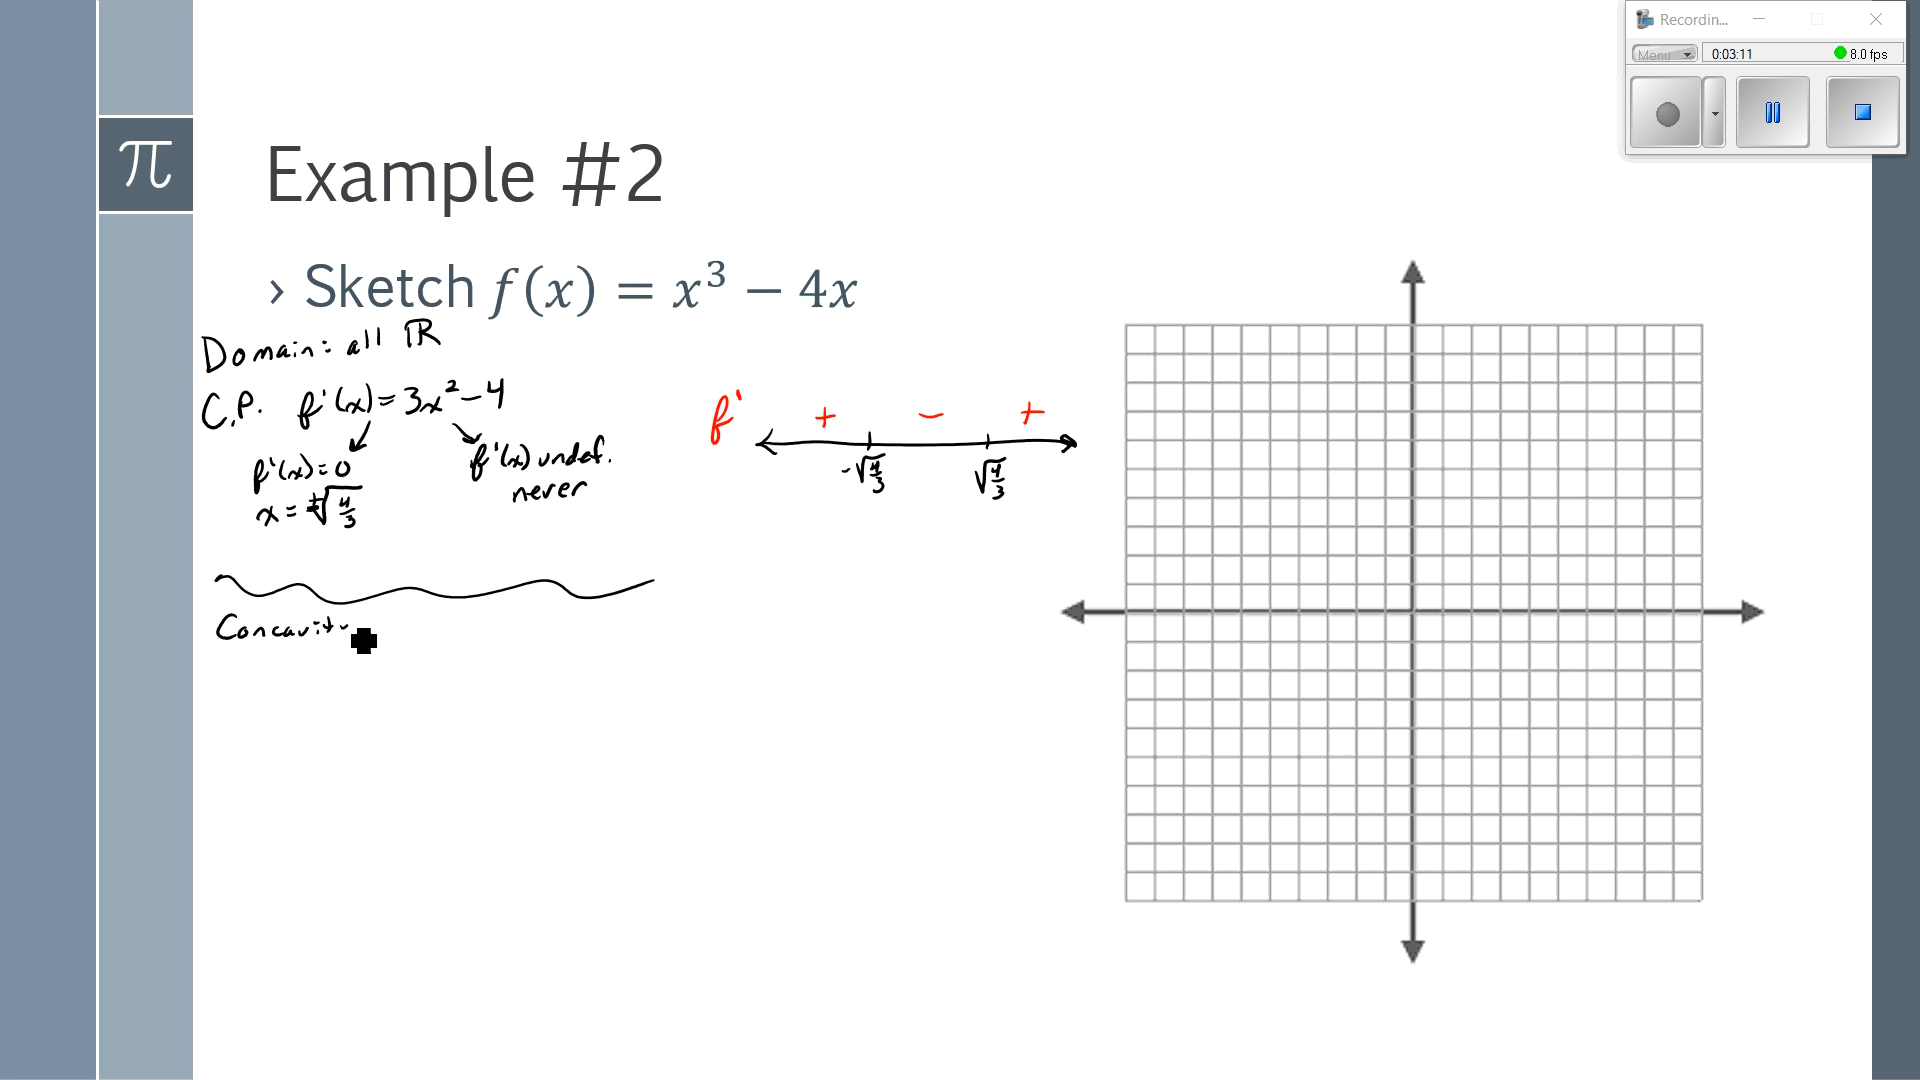 Recordin...
Menu 0:03:11 8.0 fps
π
Example #2
› Sketch f(x) = x³ − 4x
Domain: all ℝ
C.P. f'(x) = 3x² − 4
f'(x) = 0
x = ±√(4/3)
f'(x) undef.
never
f' + − +
-√(4/3) √(4/3)
Concavity